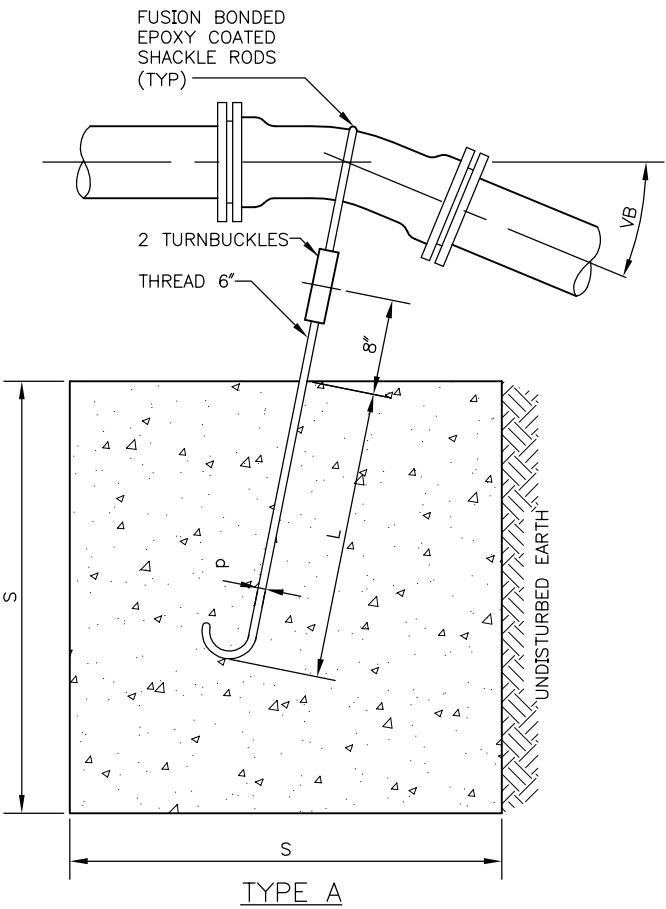 FUSION BONDED
EPOXY COATED
SHACKLE RODS
(TYP)
VB
2 TURNBUCKLES
THREAD 6"
8"
L
d
S
UNDISTURBED EARTH
S
TYPE A